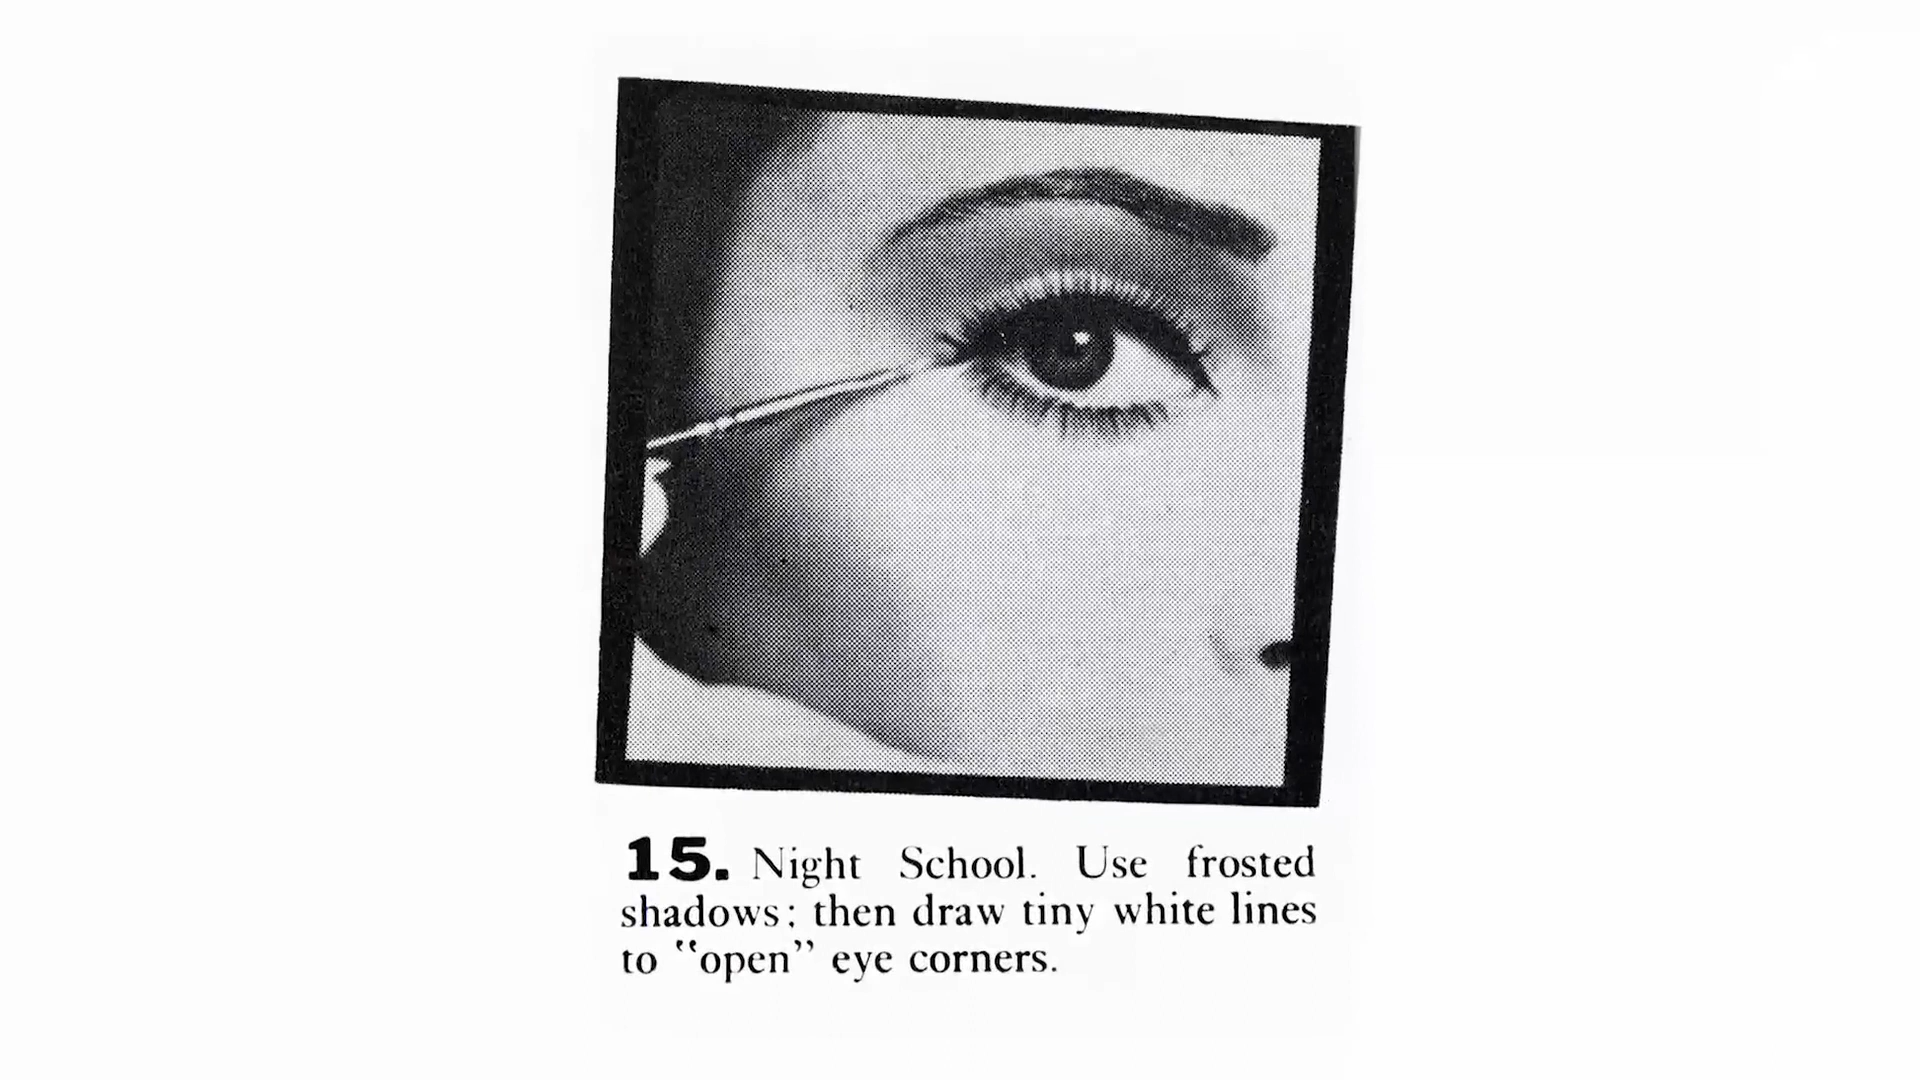 15. Night School. Use frosted
shadows; then draw tiny white lines
to "open" eye corners.